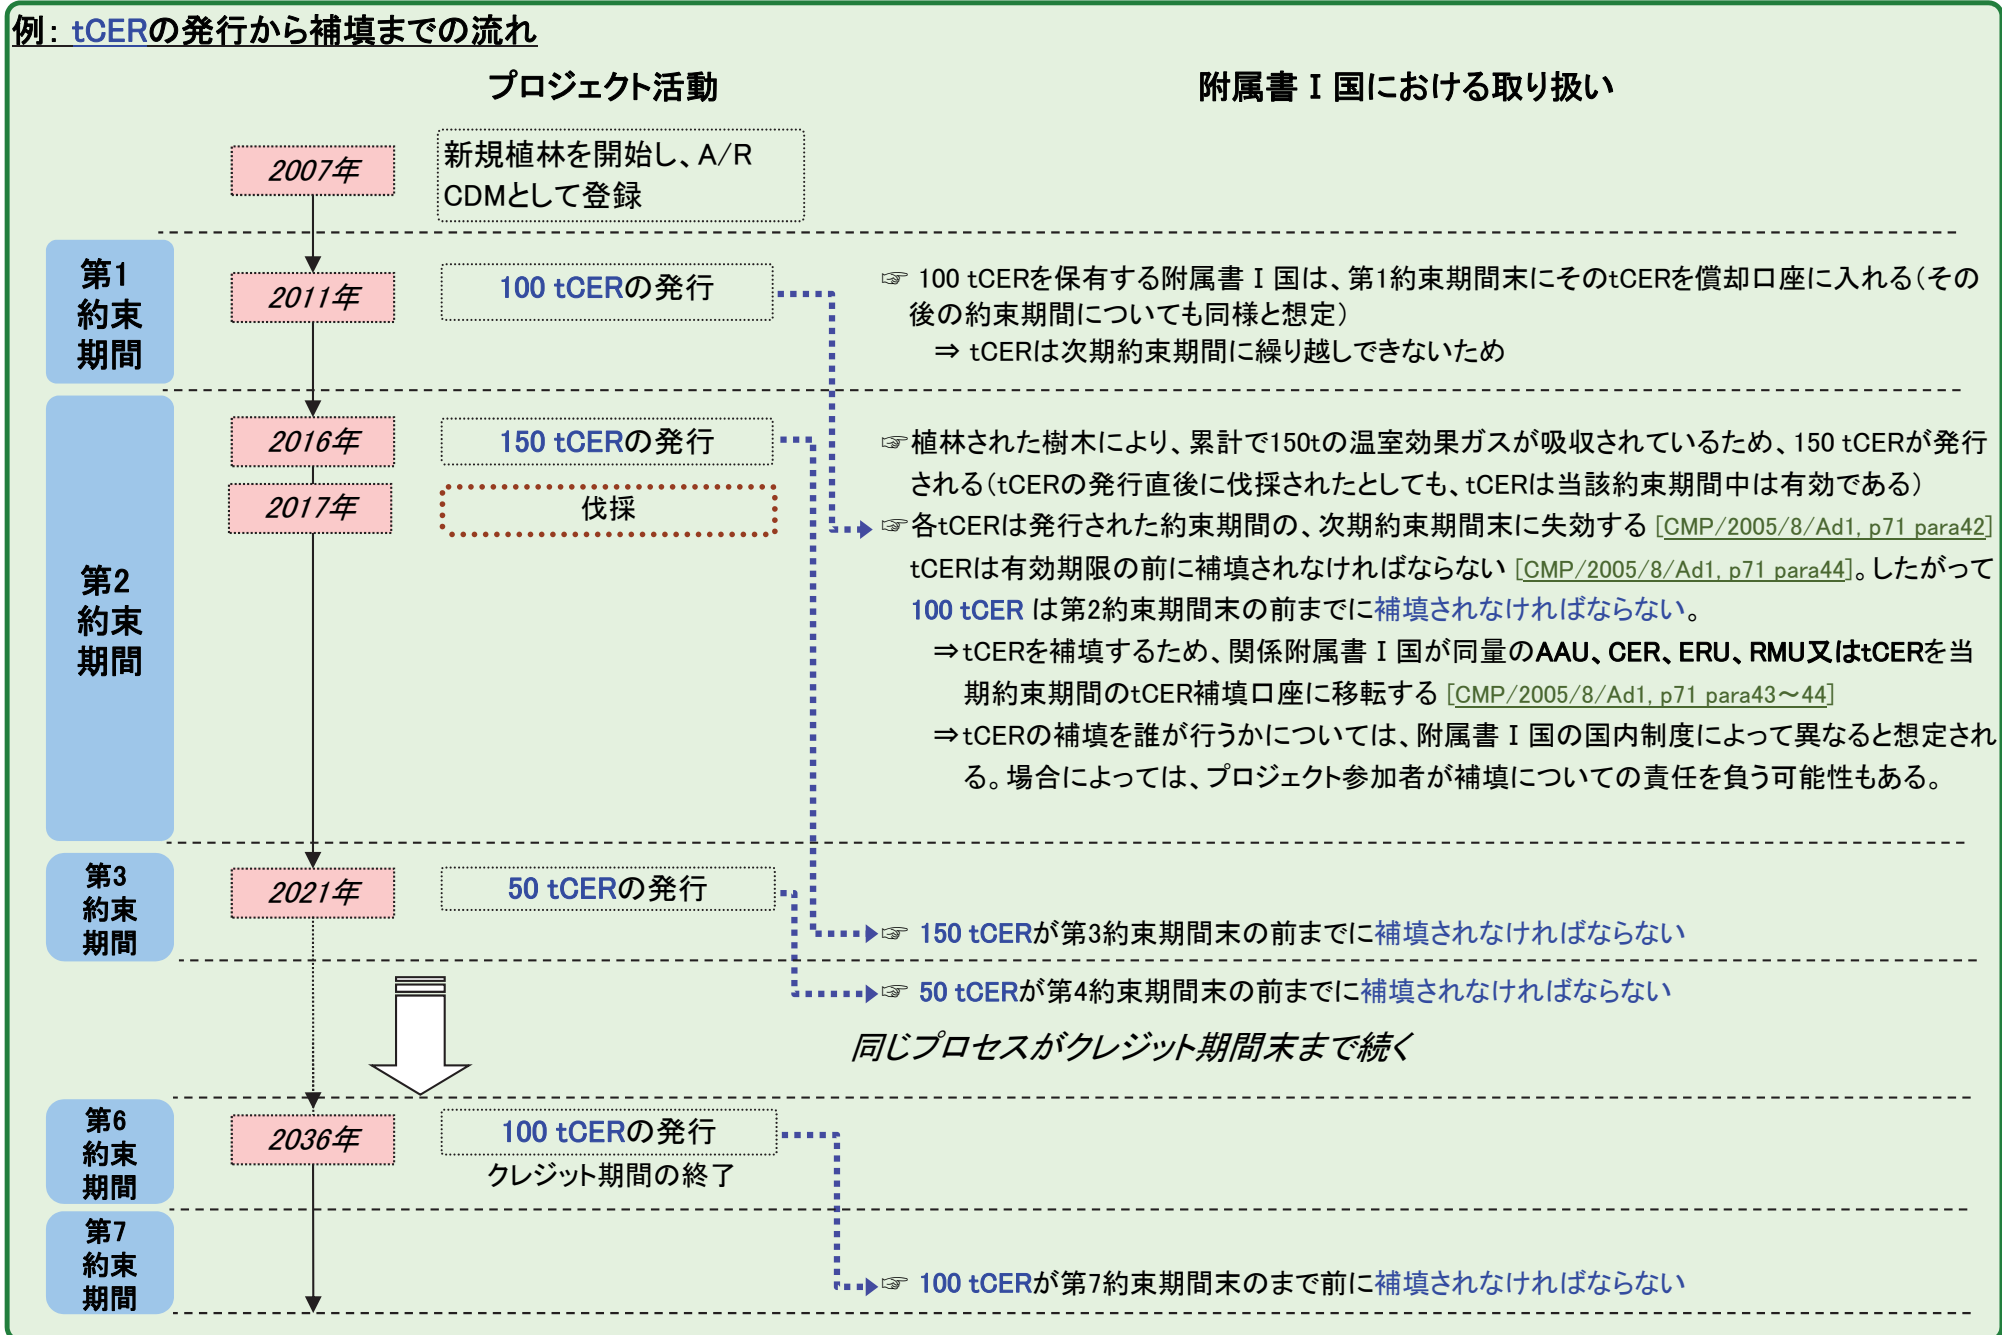 例：tCERの発行から補填までの流れ
プロジェクト活動
附属書Ⅰ国における取り扱い
2007年
新規植林を開始し、A/R
CDMとして登録
第1
約束
期間
2011年
100 tCERの発行
☞ 100 tCERを保有する附属書Ⅰ国は、第1約束期間末にそのtCERを償却口座に入れる（その
後の約束期間についても同様と想定）
⇒ tCERは次期約束期間に繰り越しできないため
第2
約束
期間
2016年
150 tCERの発行
☞植林された樹木により、累計で150tの温室効果ガスが吸収されているため、150 tCERが発行
される（tCERの発行直後に伐採されたとしても、tCERは当該約束期間中は有効である）
2017年
伐採
☞各tCERは発行された約束期間の、次期約束期間末に失効する [CMP/2005/8/Ad1, p71 para42]
tCERは有効期限の前に補填されなければならない [CMP/2005/8/Ad1, p71 para44]。したがって
100 tCER は第2約束期間末の前までに補填されなければならない。
⇒tCERを補填するため、関係附属書Ⅰ国が同量のAAU、CER、ERU、RMU又はtCERを当
期約束期間のtCER補填口座に移転する [CMP/2005/8/Ad1, p71 para43～44]
⇒tCERの補填を誰が行うかについては、附属書Ⅰ国の国内制度によって異なると想定され
る。場合によっては、プロジェクト参加者が補填についての責任を負う可能性もある。
第3
約束
期間
2021年
50 tCERの発行
☞ 150 tCERが第3約束期間末の前までに補填されなければならない
☞ 50 tCERが第4約束期間末の前までに補填されなければならない
同じプロセスがクレジット期間末まで続く
第6
約束
期間
2036年
100 tCERの発行
クレジット期間の終了
第7
約束
期間
☞ 100 tCERが第7約束期間末のまで前に補填されなければならない